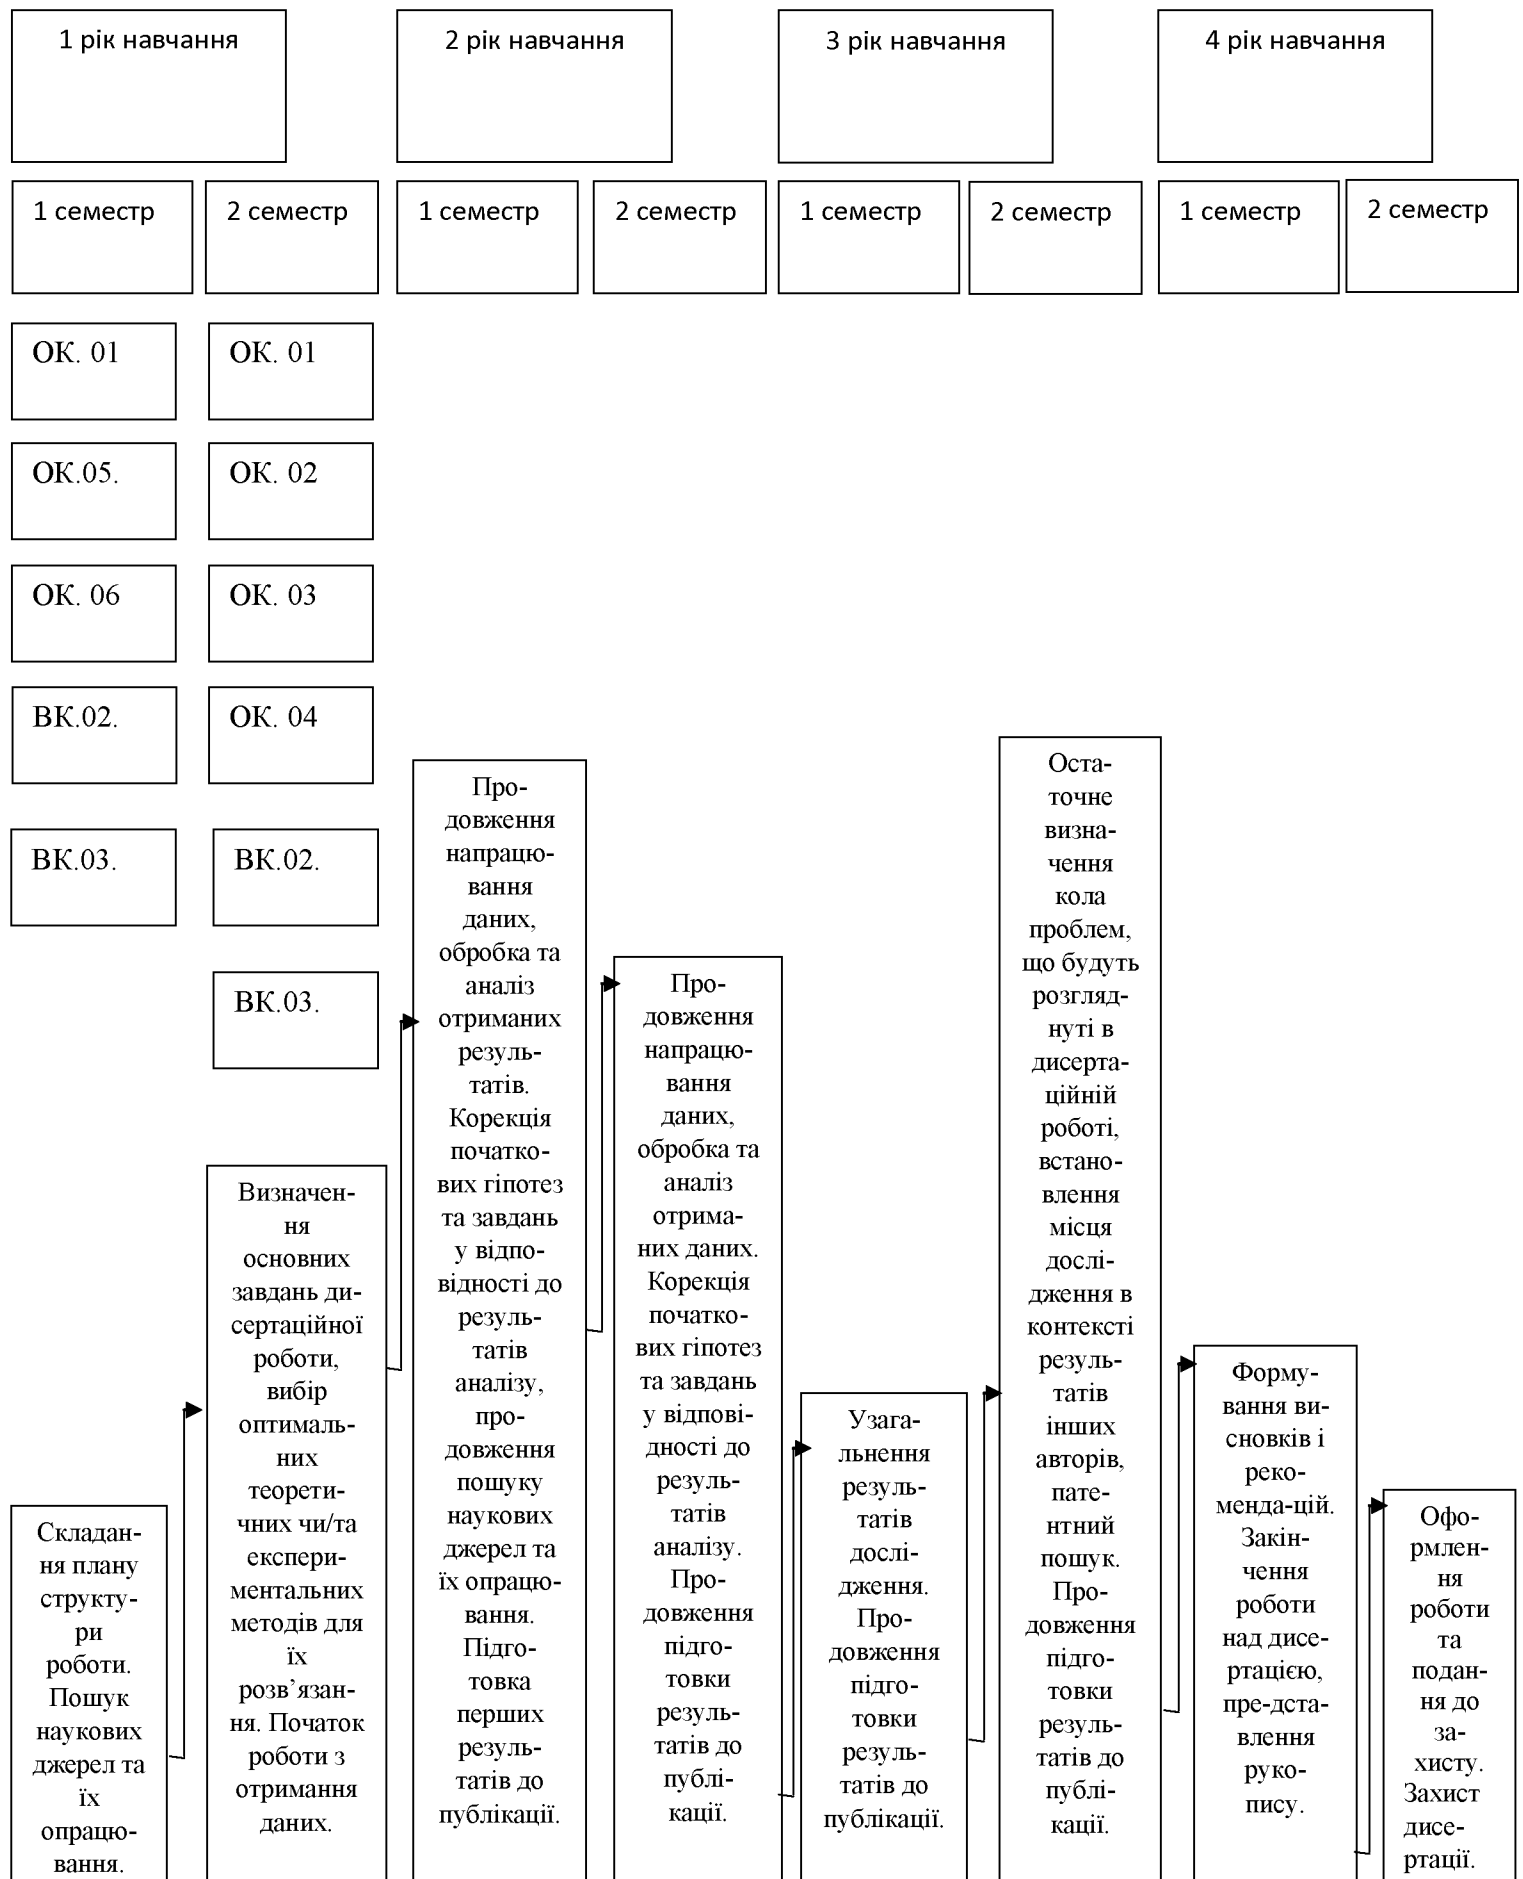 1 рік навчання
2 рік навчання
3 рік навчання
4 рік навчання
1 семестр
2 семестр
1 семестр
2 семестр
1 семестр
2 семестр
1 семестр
2 семестр
ОК. 01
ОК. 01
ОК.05.
ОК. 02
ОК. 06
ОК. 03
ВК.02.
ОК. 04
ВК.03.
ВК.02.
ВК.03.
Складан-
ня плану
структу-
ри
роботи.
Пошук
наукових
джерел та
їх
опрацю-
вання.
Визначен-
ня
основних
завдань ди-
сертаційної
роботи,
вибір
оптималь-
них
теорети-
чних чи/та
експери-
ментальних
методів для
їх
розв’язан-
ня. Початок
роботи з
отримання
даних.
Про-
довження
напрацю-
вання
даних,
обробка та
аналіз
отриманих
резуль-
татів.
Корекція
початко-
вих гіпотез
та завдань
у відпо-
відності до
резуль-
татів
аналізу,
про-
довження
пошуку
наукових
джерел та
їх опрацю-
вання.
Підго-
товка
перших
резуль-
татів до
публікації.
Про-
довження
напрацю-
вання
даних,
обробка та
аналіз
отрима-
них даних.
Корекція
початко-
вих гіпотез
та завдань
у відпові-
дності до
резуль-
татів
аналізу.
Про-
довження
підго-
товки
резуль-
татів до
публі-
кації.
Узага-
льнення
резуль-
татів
дослі-
дження.
Про-
довження
підго-
товки
резуль-
татів до
публікації.
Оста-
точне
визна-
чення
кола
проблем,
що будуть
розгляд-
нуті в
дисерта-
ційній
роботі,
встано-
влення
місця
дослі-
дження в
контексті
резуль-
татів
інших
авторів,
пате-
нтний
пошук.
Про-
довження
підго-
товки
резуль-
татів до
публі-
кації.
Форму-
вання ви-
сновків і
реко-
менда-цій.
Закін-
чення
роботи
над дисе-
ртацією,
пре-дста-
влення
руко-
пису.
Офо-
рмлен-
ня
роботи
та
подан-
ня до
за-
хисту.
Захист
дисе-
ртації.